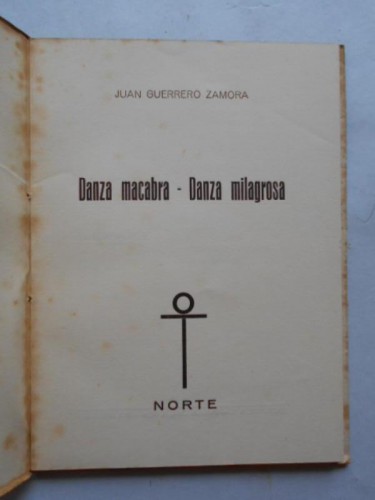 JUAN GUERRERO ZAMORA
Danza macabra - Danza milagrosa
NORTE